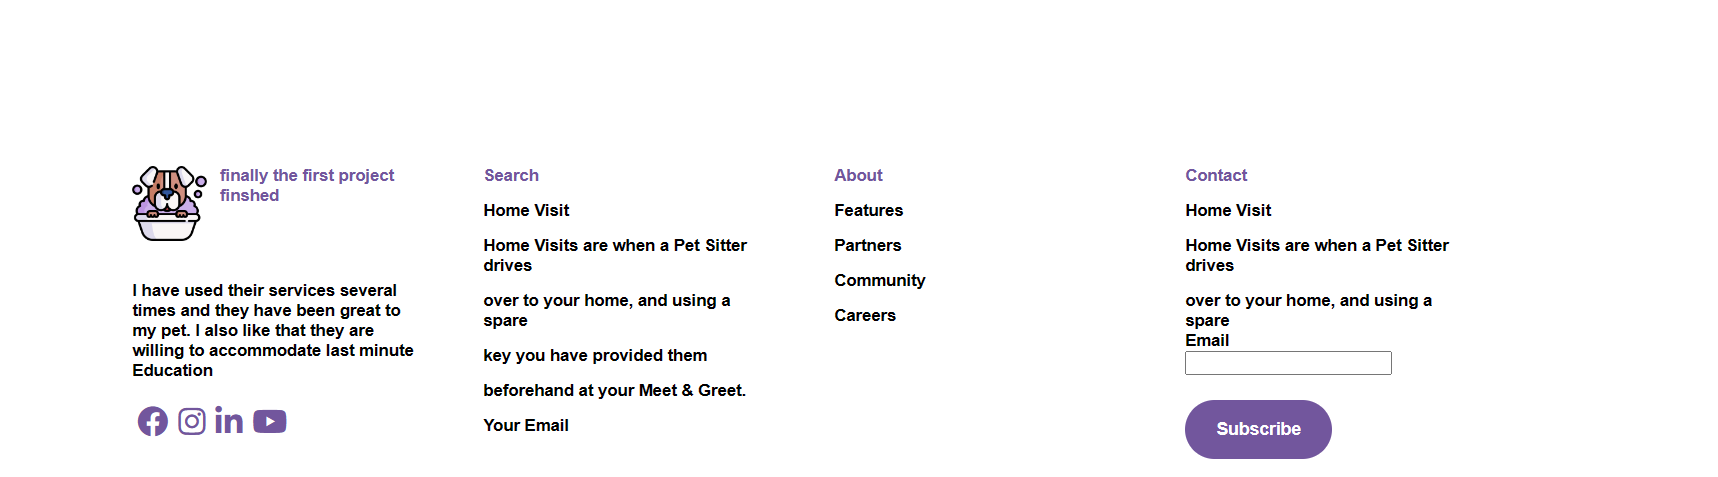 finally the first project
finshed
I have used their services several
times and they have been great to
my pet. I also like that they are
willing to accommodate last minute
Education
Search
Home Visit
Home Visits are when a Pet Sitter
drives
over to your home, and using a
spare
key you have provided them
beforehand at your Meet & Greet.
Your Email
About
Features
Partners
Community
Careers
Contact
Home Visit
Home Visits are when a Pet Sitter
drives
over to your home, and using a
spare
Email
Subscribe